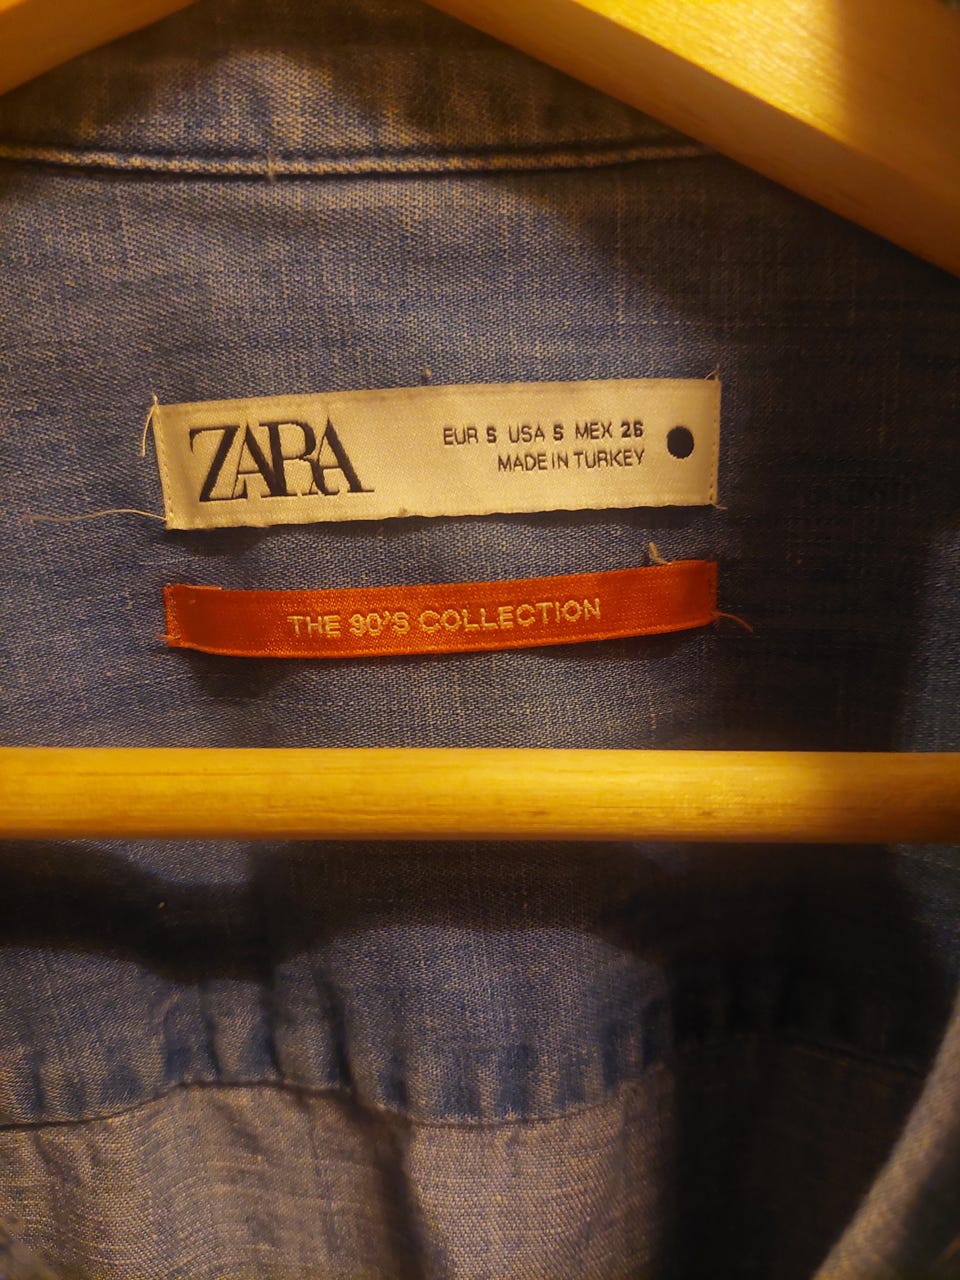 ZARA
EUR S USA S MEX 26
MADE IN TURKEY
THE 90'S COLLECTION